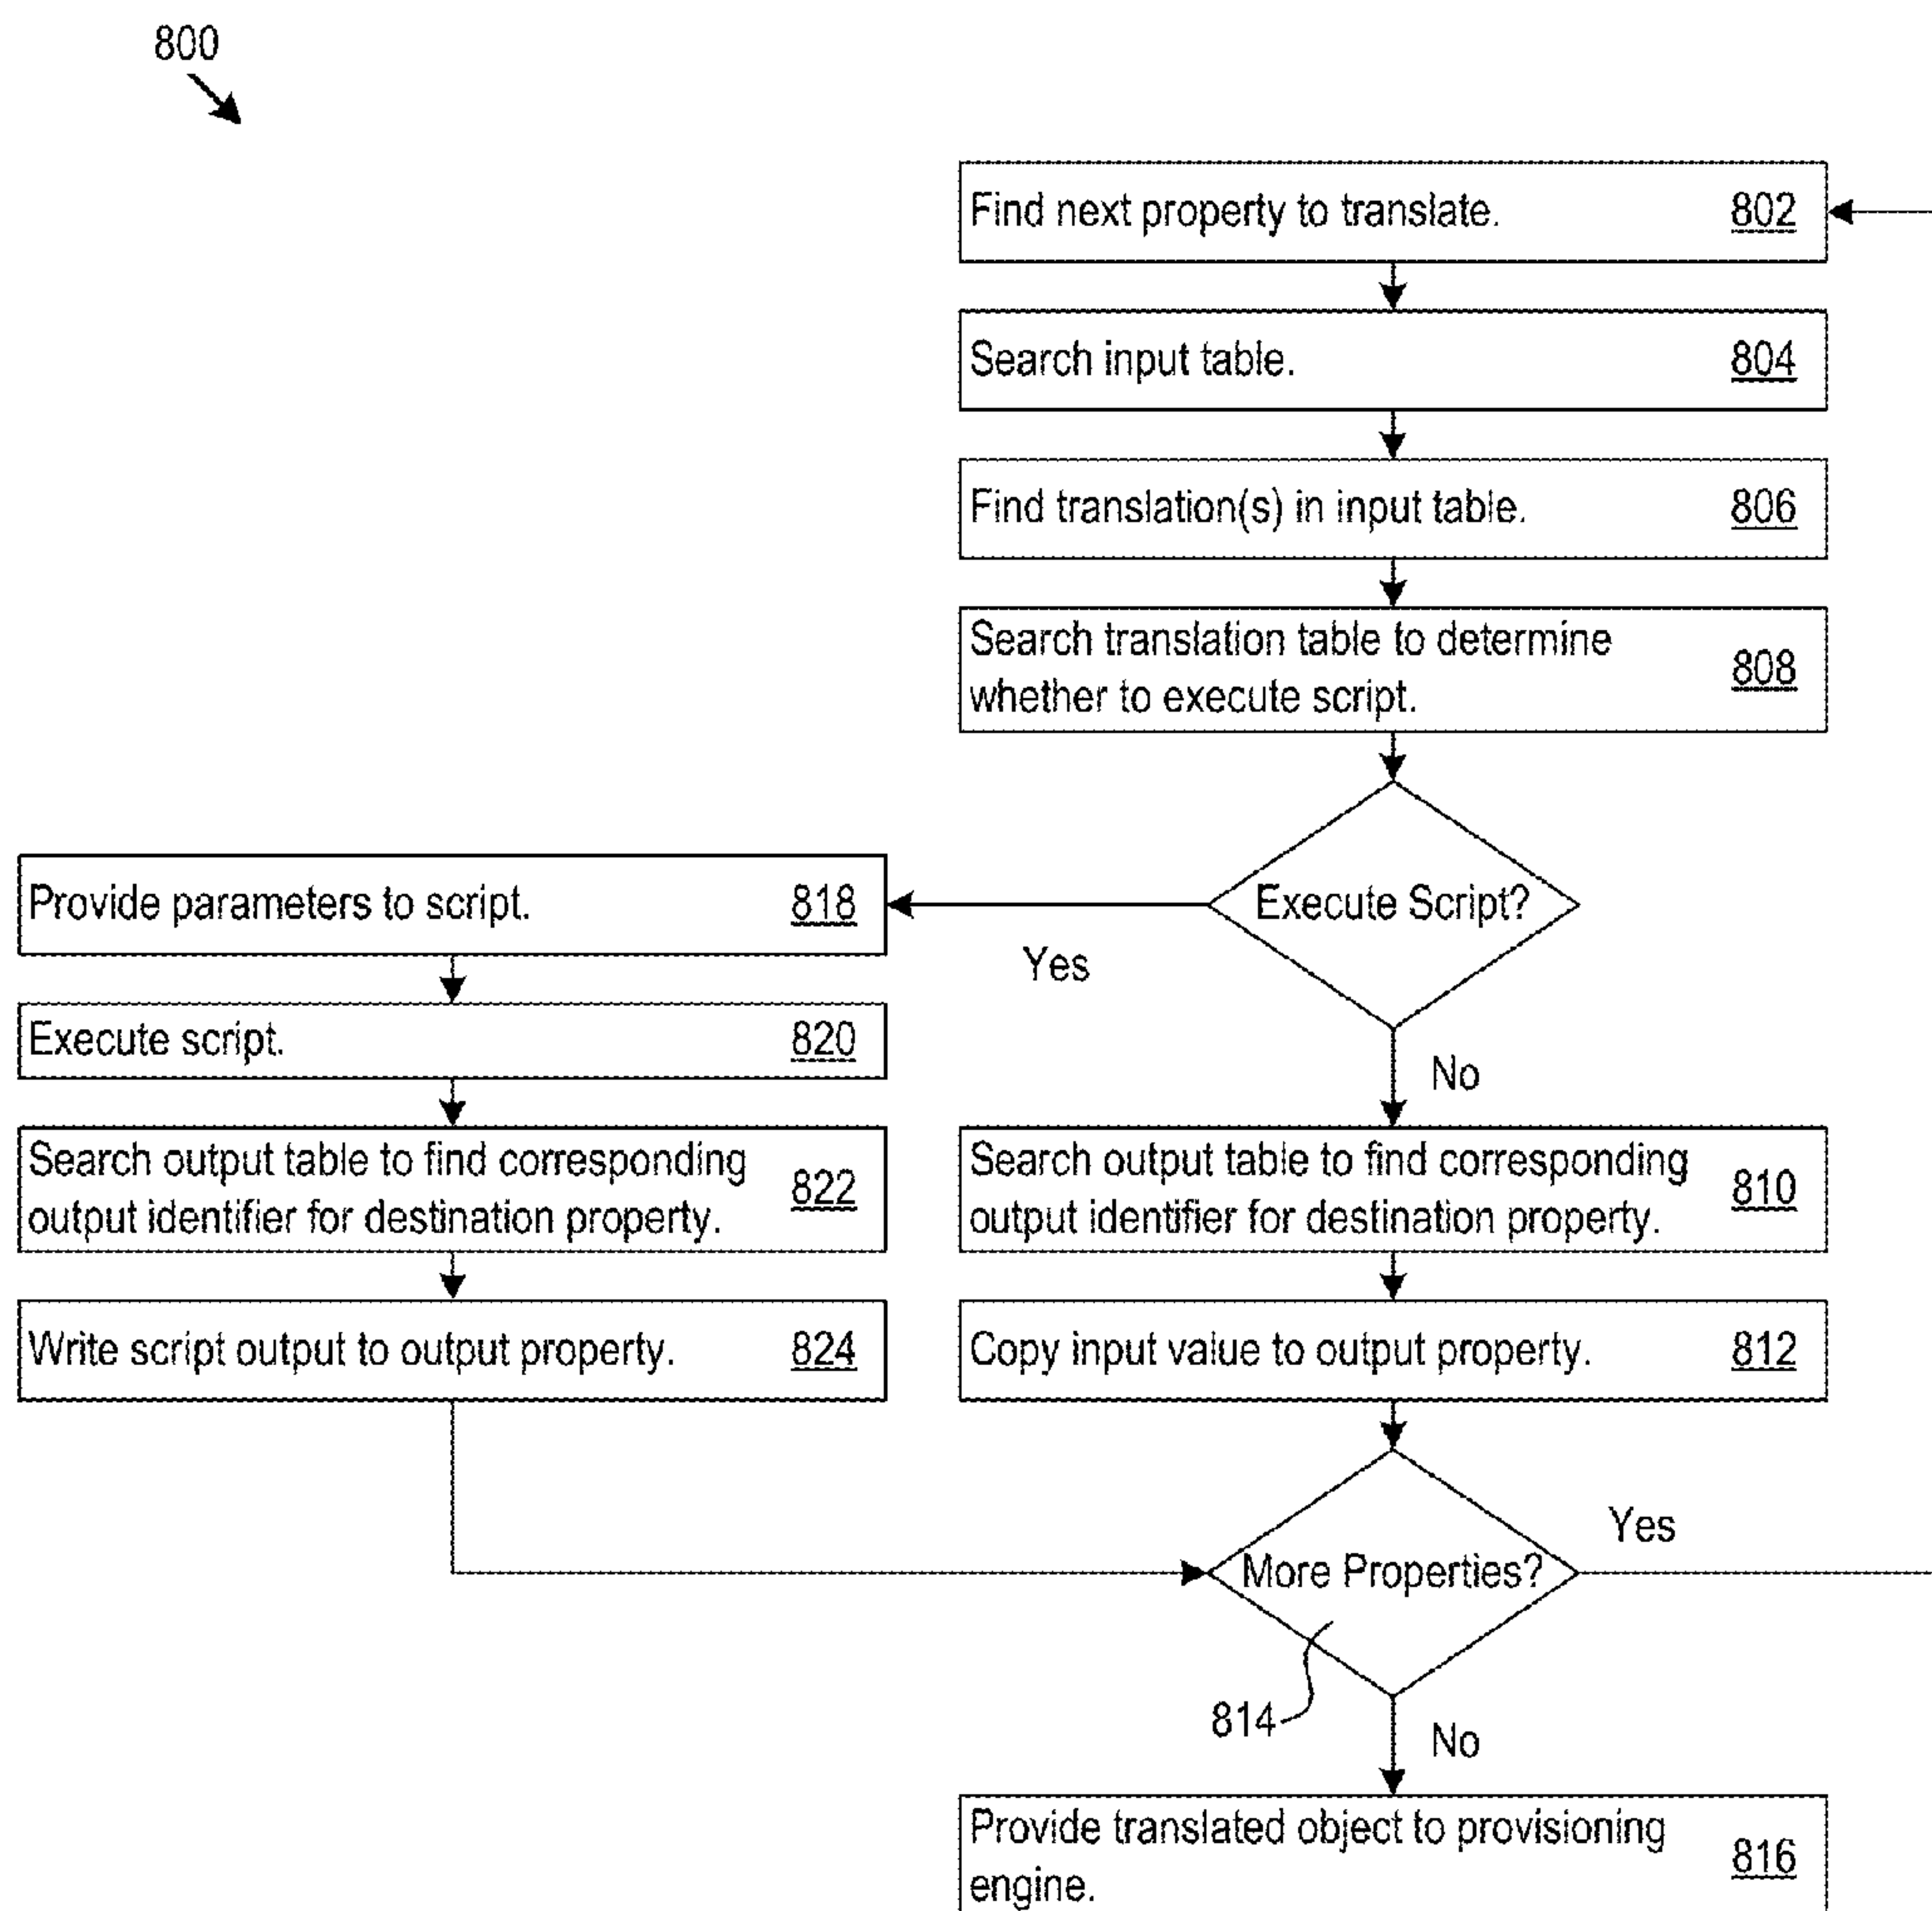 800
Find next property to translate. 802
Search input table. 804
Find translation(s) in input table. 806
Search translation table to determine
whether to execute script. 808
Execute Script?
Yes
No
Provide parameters to script. 818
Execute script. 820
Search output table to find corresponding
output identifier for destination property. 822
Write script output to output property. 824
Search output table to find corresponding
output identifier for destination property. 810
Copy input value to output property. 812
More Properties?
Yes
814
No
Provide translated object to provisioning
engine. 816